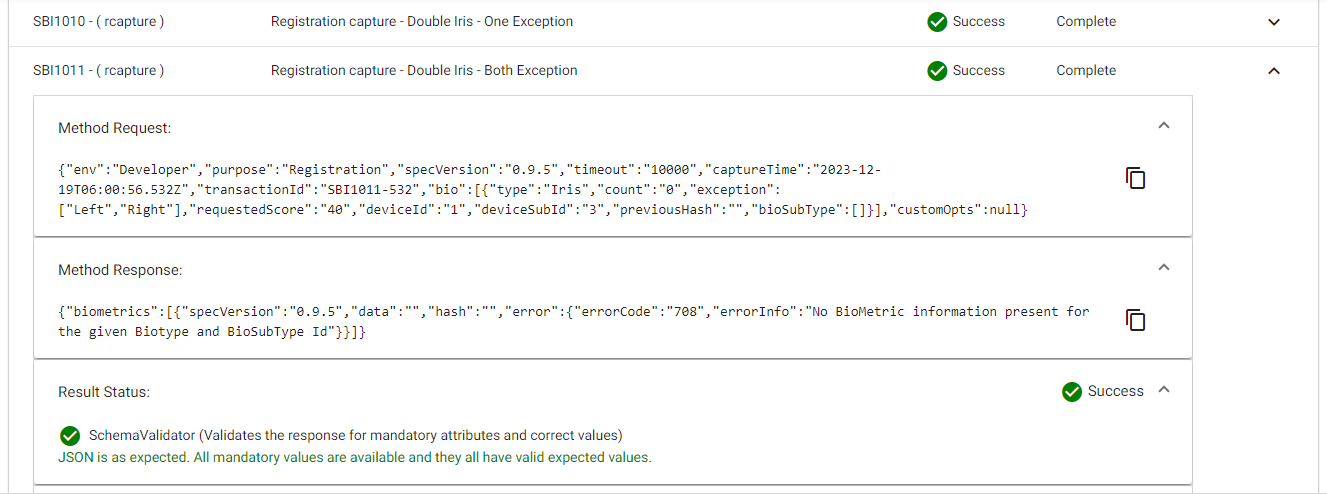 SBI1010 - ( rcapture ) Registration capture - Double Iris - One Exception Success Complete
SBI1011 - ( rcapture ) Registration capture - Double Iris - Both Exception Success Complete
Method Request:
{"env":"Developer","purpose":"Registration","specVersion":"0.9.5","timeout":"10000","captureTime":"2023-12-
19T06:00:56.532Z","transactionId":"SBI1011-532","bio":[{"type":"Iris","count":"0","exception":
["Left","Right"],"requestedScore":"40","deviceId":"1","deviceSubId":"3","previousHash":"","bioSubType":[]}],"customOpts":null}
Method Response:
{"biometrics":[{"specVersion":"0.9.5","data":"","hash":"","error":{"errorCode":"708","errorInfo":"No BioMetric information present for
the given Biotype and BioSubType Id"}}]}
Result Status: Success
SchemaValidator (Validates the response for mandatory attributes and correct values)
JSON is as expected. All mandatory values are available and they all have valid expected values.